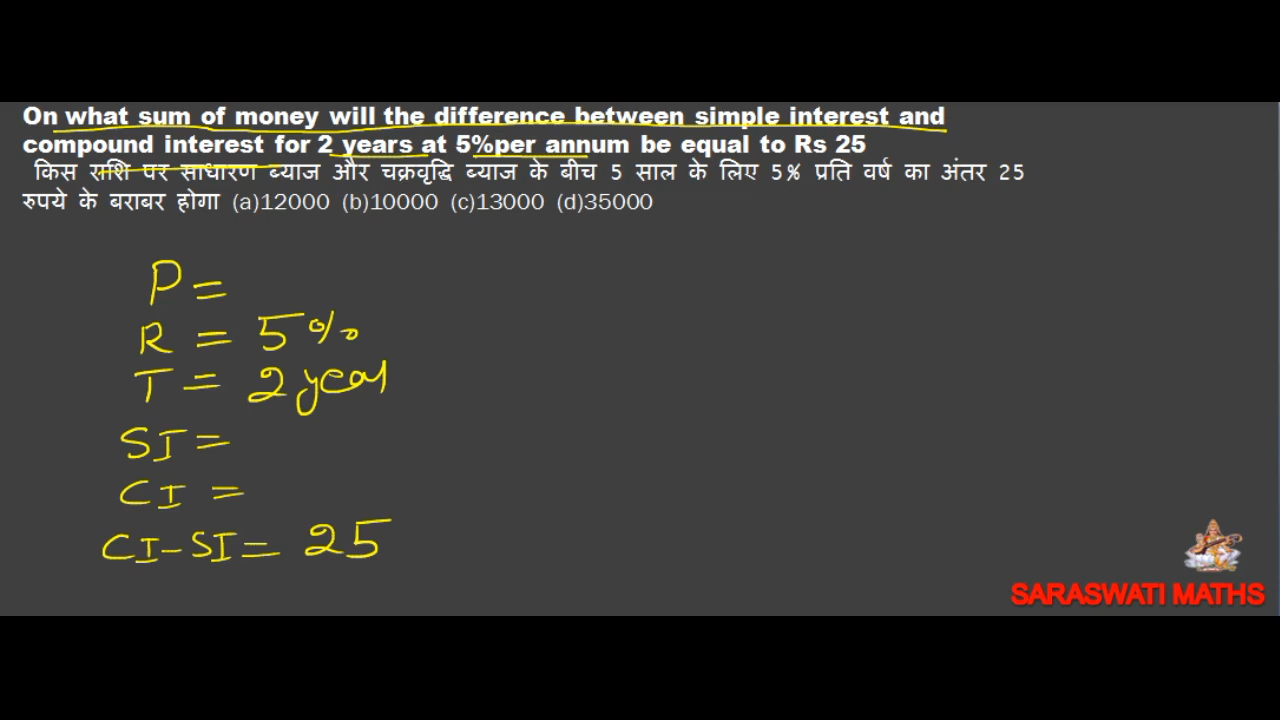 On what sum of money will the difference between simple interest and
compound interest for 2 years at 5%per annum be equal to Rs 25
किस राशि पर साधारण ब्याज और चक्रवृद्धि ब्याज के बीच 5 साल के लिए 5% प्रति वर्ष का अंतर 25
रुपये के बराबर होगा (a)12000 (b)10000 (c)13000 (d)35000
P =
R = 5%
T = 2 year
SI =
CI =
CI - SI = 25
SARASWATI MATHS